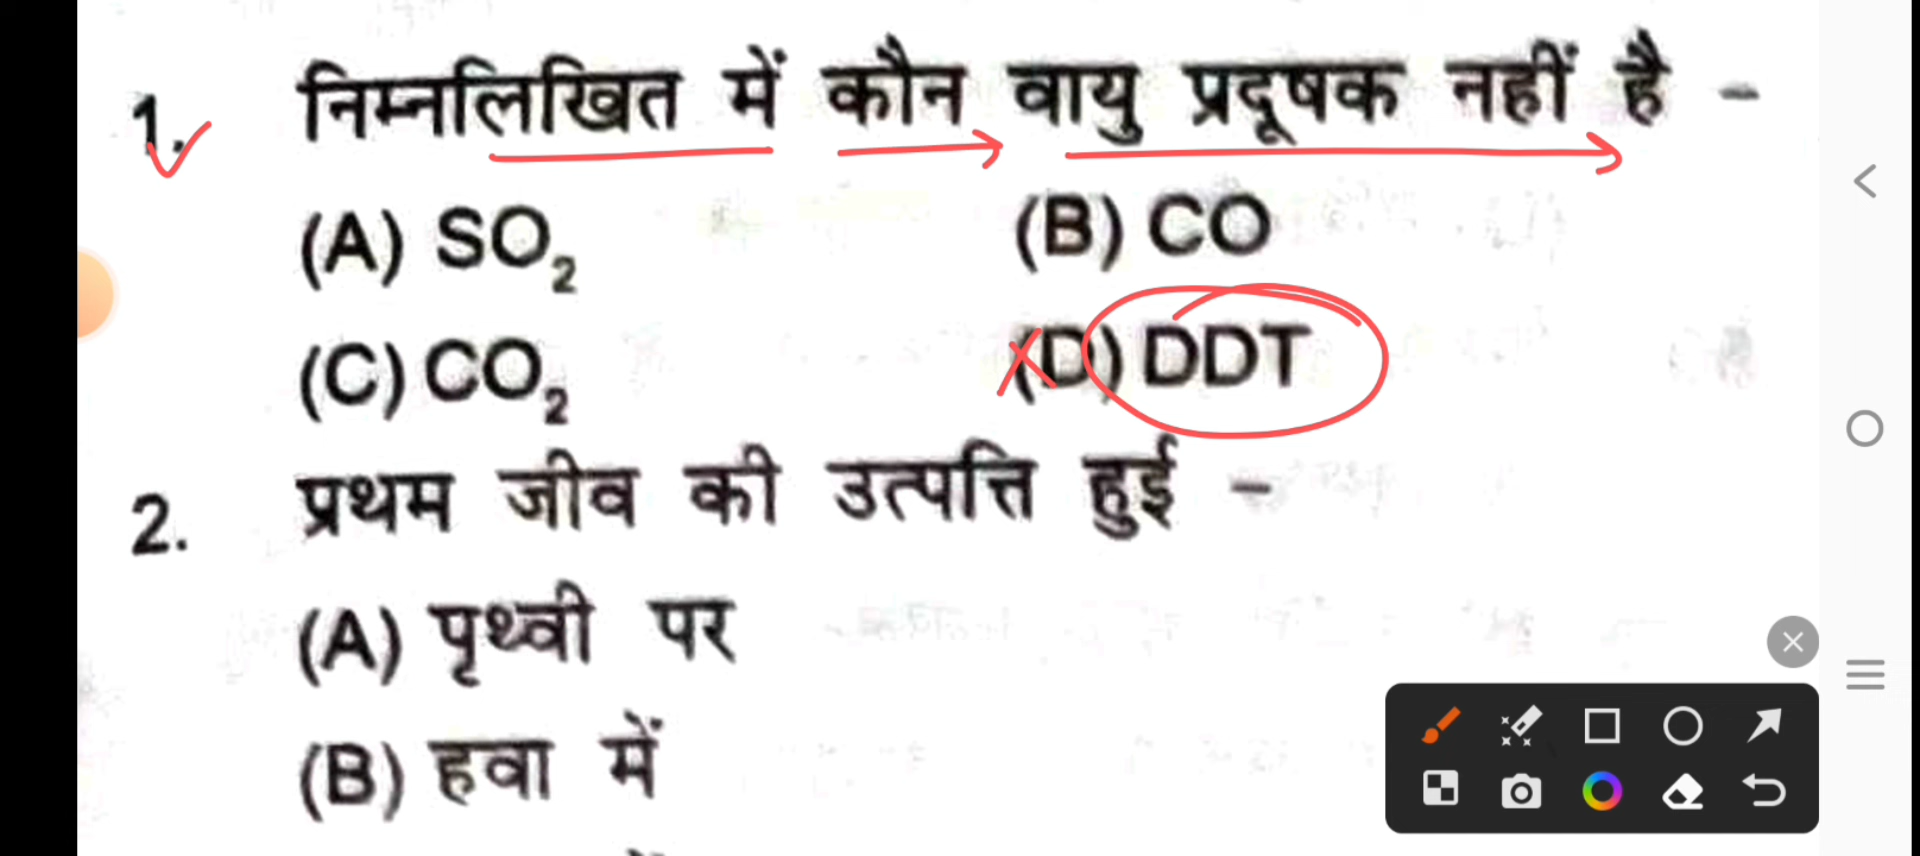 1. निम्नलिखित में कौन वायु प्रदूषक नहीं है -
(A) SO₂ (B) CO
(C) CO₂ (D) DDT
2. प्रथम जीव की उत्पत्ति हुई -
(A) पृथ्वी पर
(B) हवा में